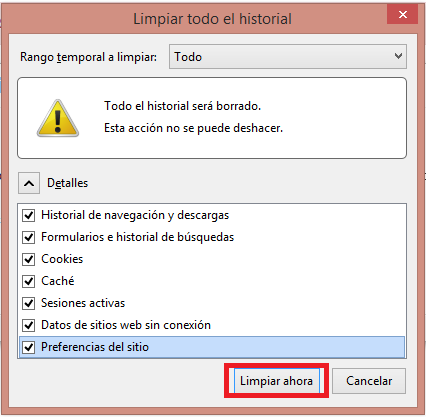 Limpiar todo el historial
Rango temporal a limpiar: Todo
Todo el historial será borrado.
Esta acción no se puede deshacer.
Detalles
Historial de navegación y descargas
Formularios e historial de búsquedas
Cookies
Caché
Sesiones activas
Datos de sitios web sin conexión
Preferencias del sitio
Limpiar ahora Cancelar